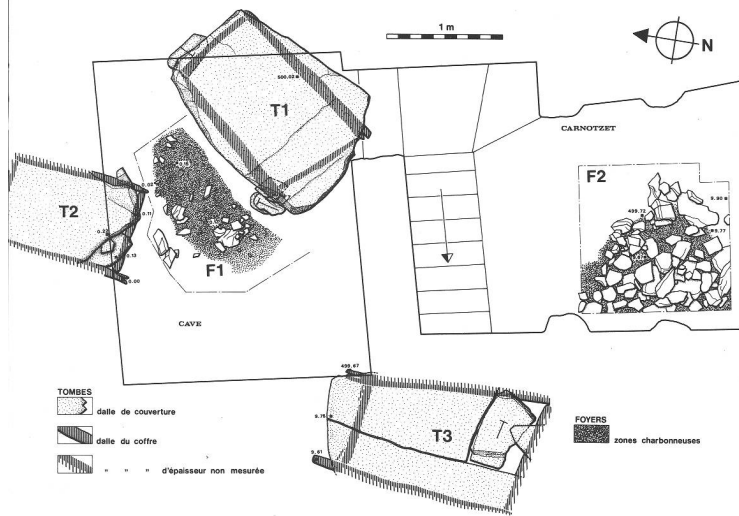 1 m
N
500.02
T1
CARNOTZET
F2
9.90
499.72
9.77
T2
0.02
0.11
0.22
0.13
0.00
F1
CAVE
499.67
TOMBES
dalle de couverture
dalle du coffre
" " " d'épaisseur non mesurée
9.75
T3
T
9.61
FOYERS
zones charbonneuses